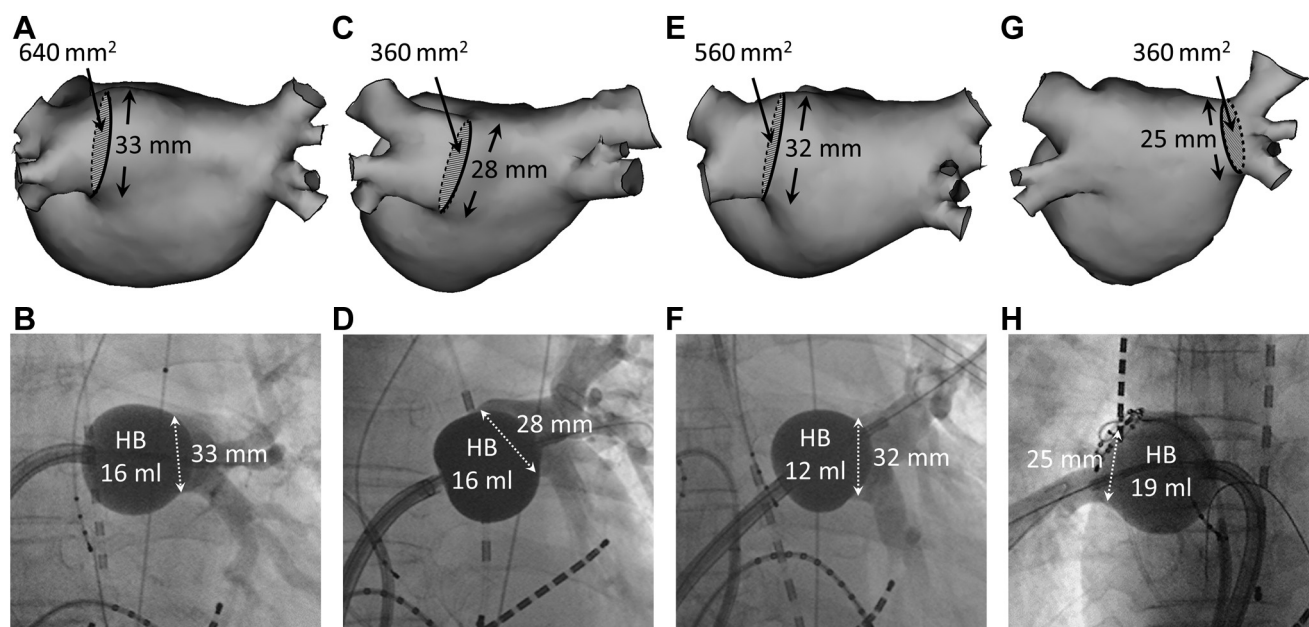 A
640 mm²
33 mm
C
360 mm²
28 mm
E
560 mm²
32 mm
G
360 mm²
25 mm
B
HB
16 ml
33 mm
D
HB
16 ml
28 mm
F
HB
12 ml
32 mm
H
HB
19 ml
25 mm